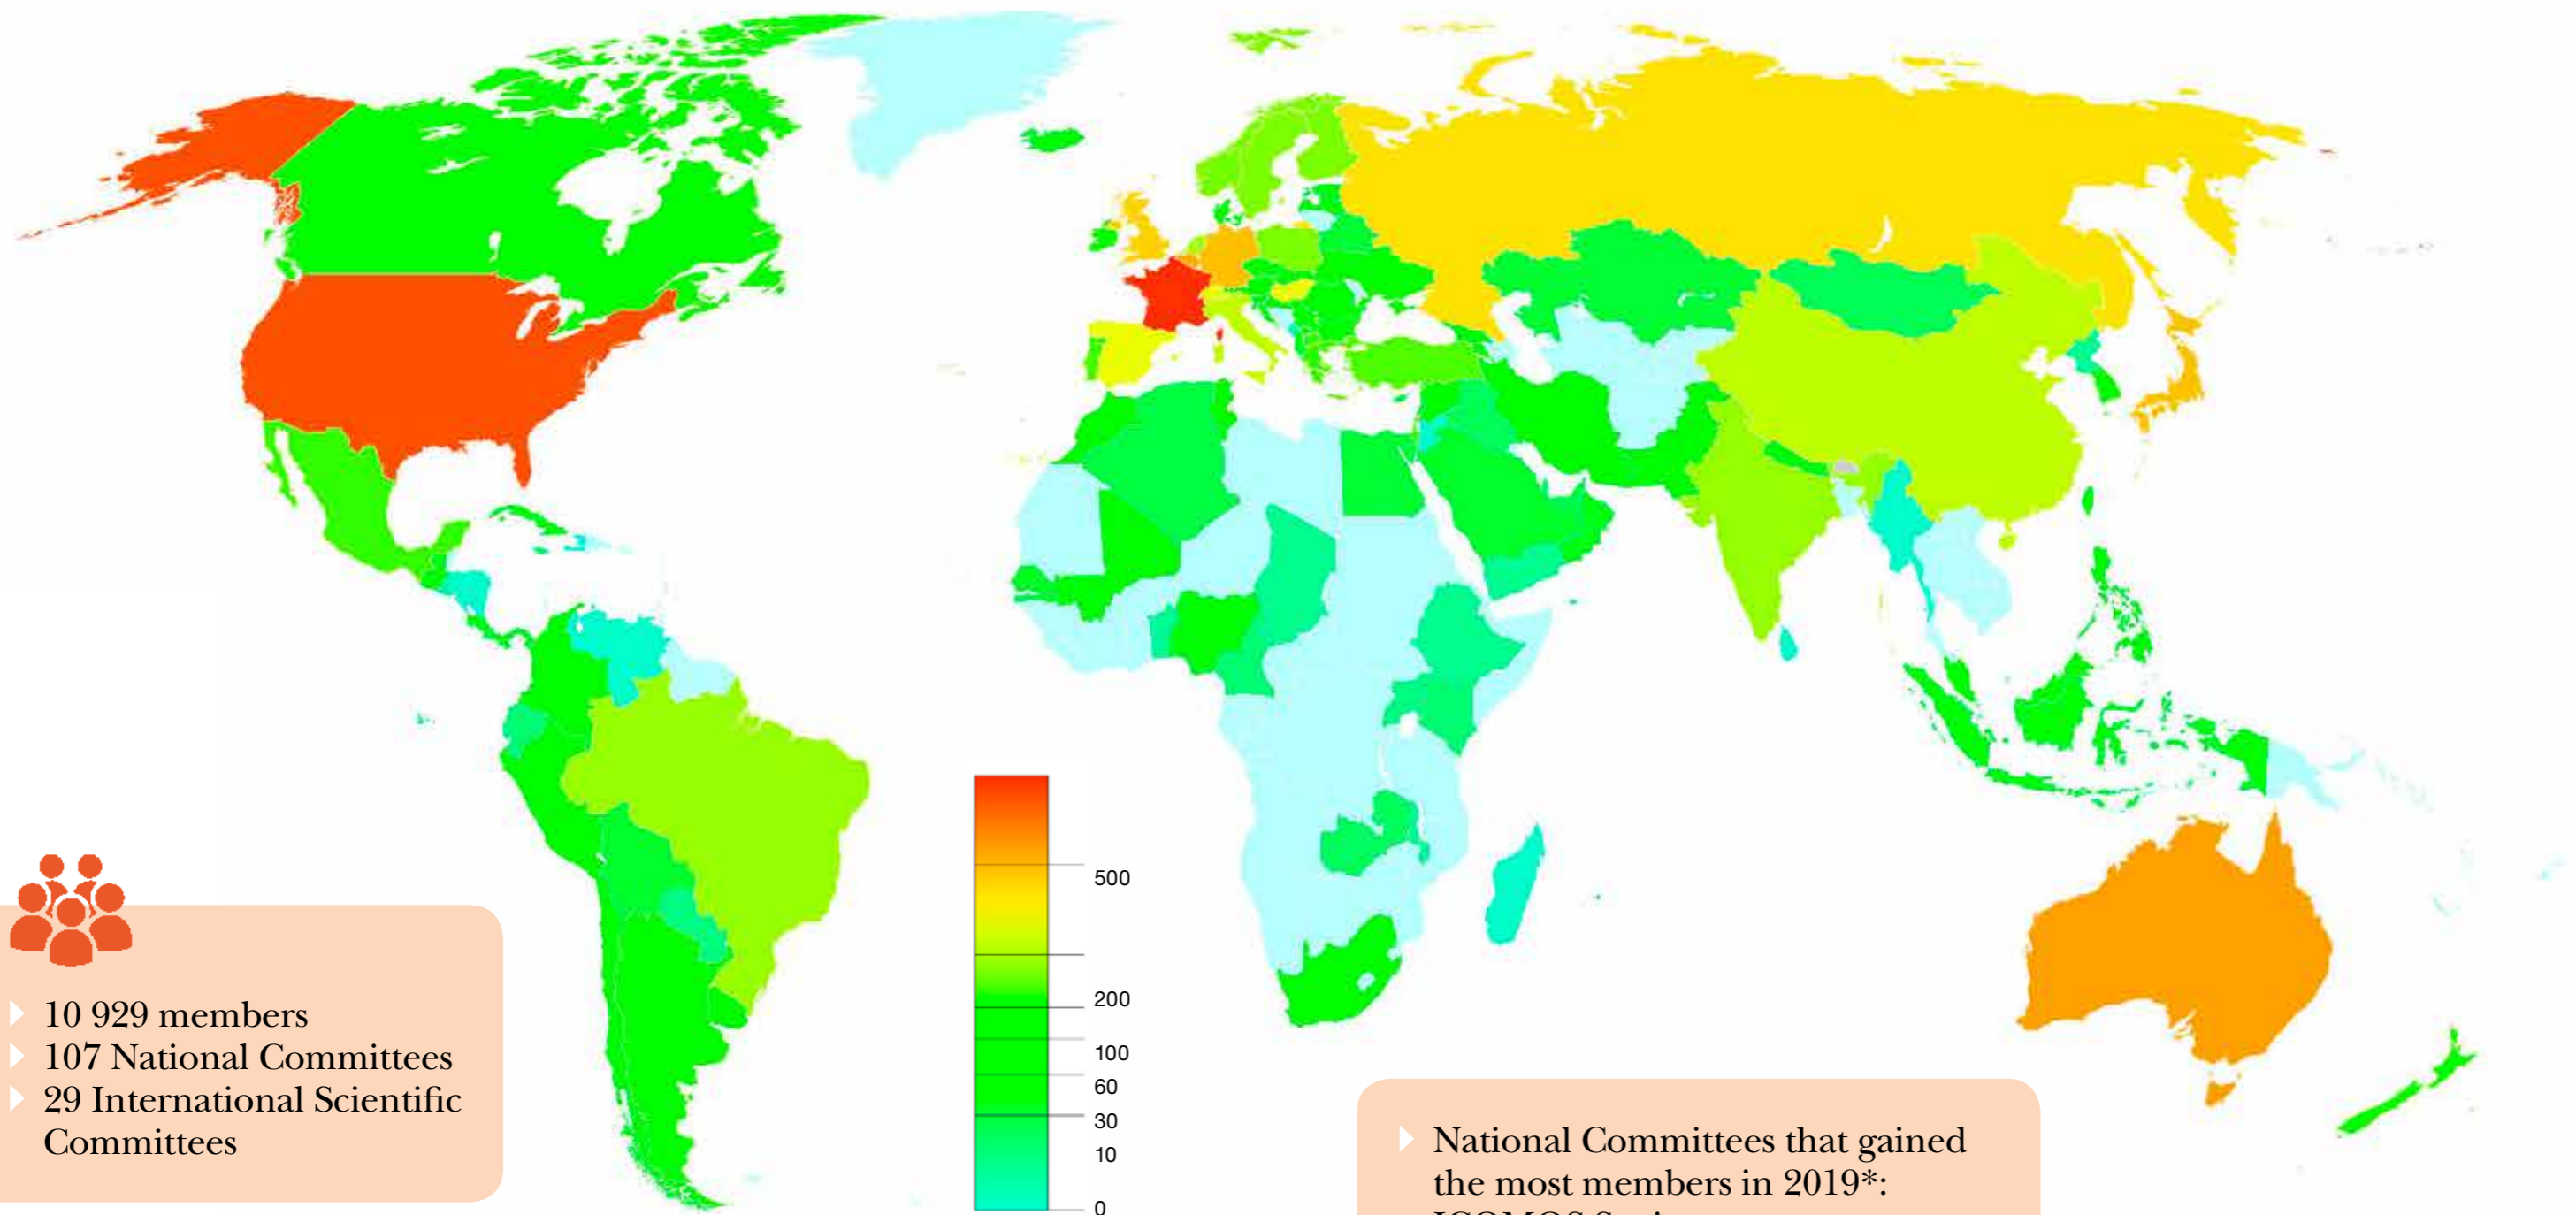 10 929 members
107 National Committees
29 International Scientific
Committees
500
200
100
60
30
10
0
National Committees that gained
the most members in 2019*: